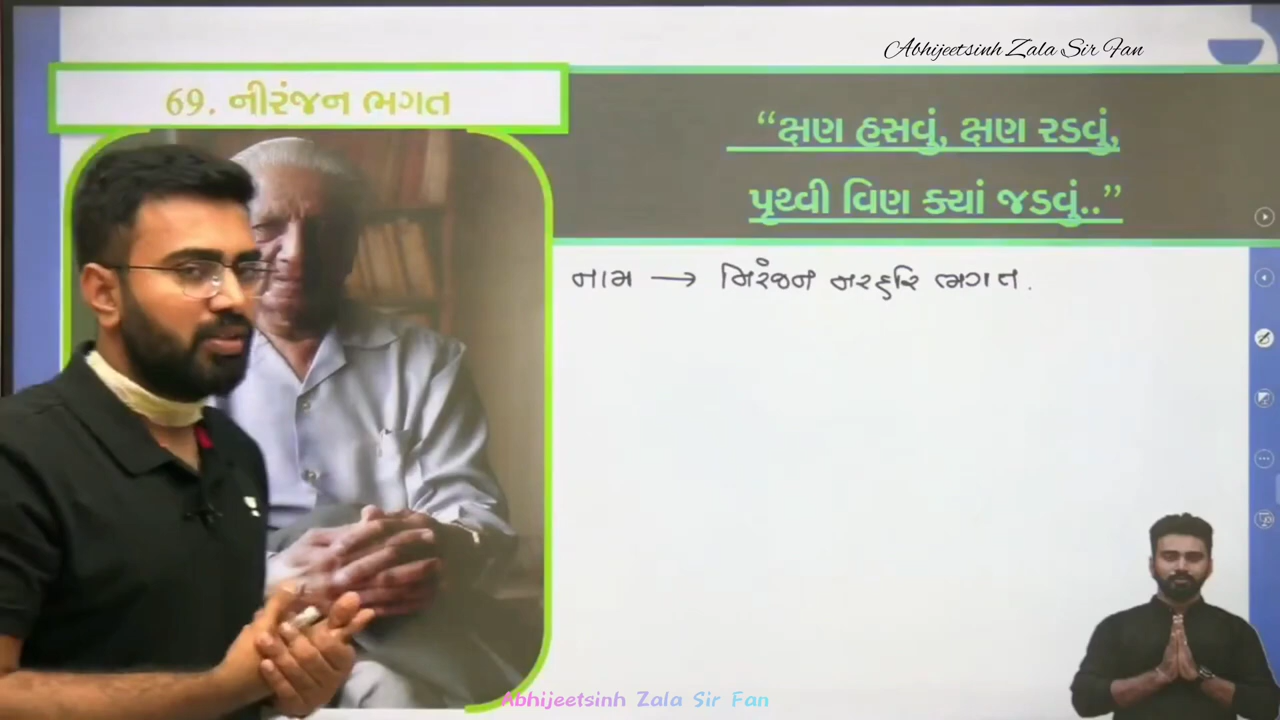 Abhijeetsinh Zala Sir Fan
69. નીરંજન ભગત
“ક્ષણ હસવું, ક્ષણ રડવું,
પૃથ્વી વિણ ક્યાં જડવું..”
નામ → નિરંજન નરહરિ ભગત.
Abhijeetsinh Zala Sir Fan